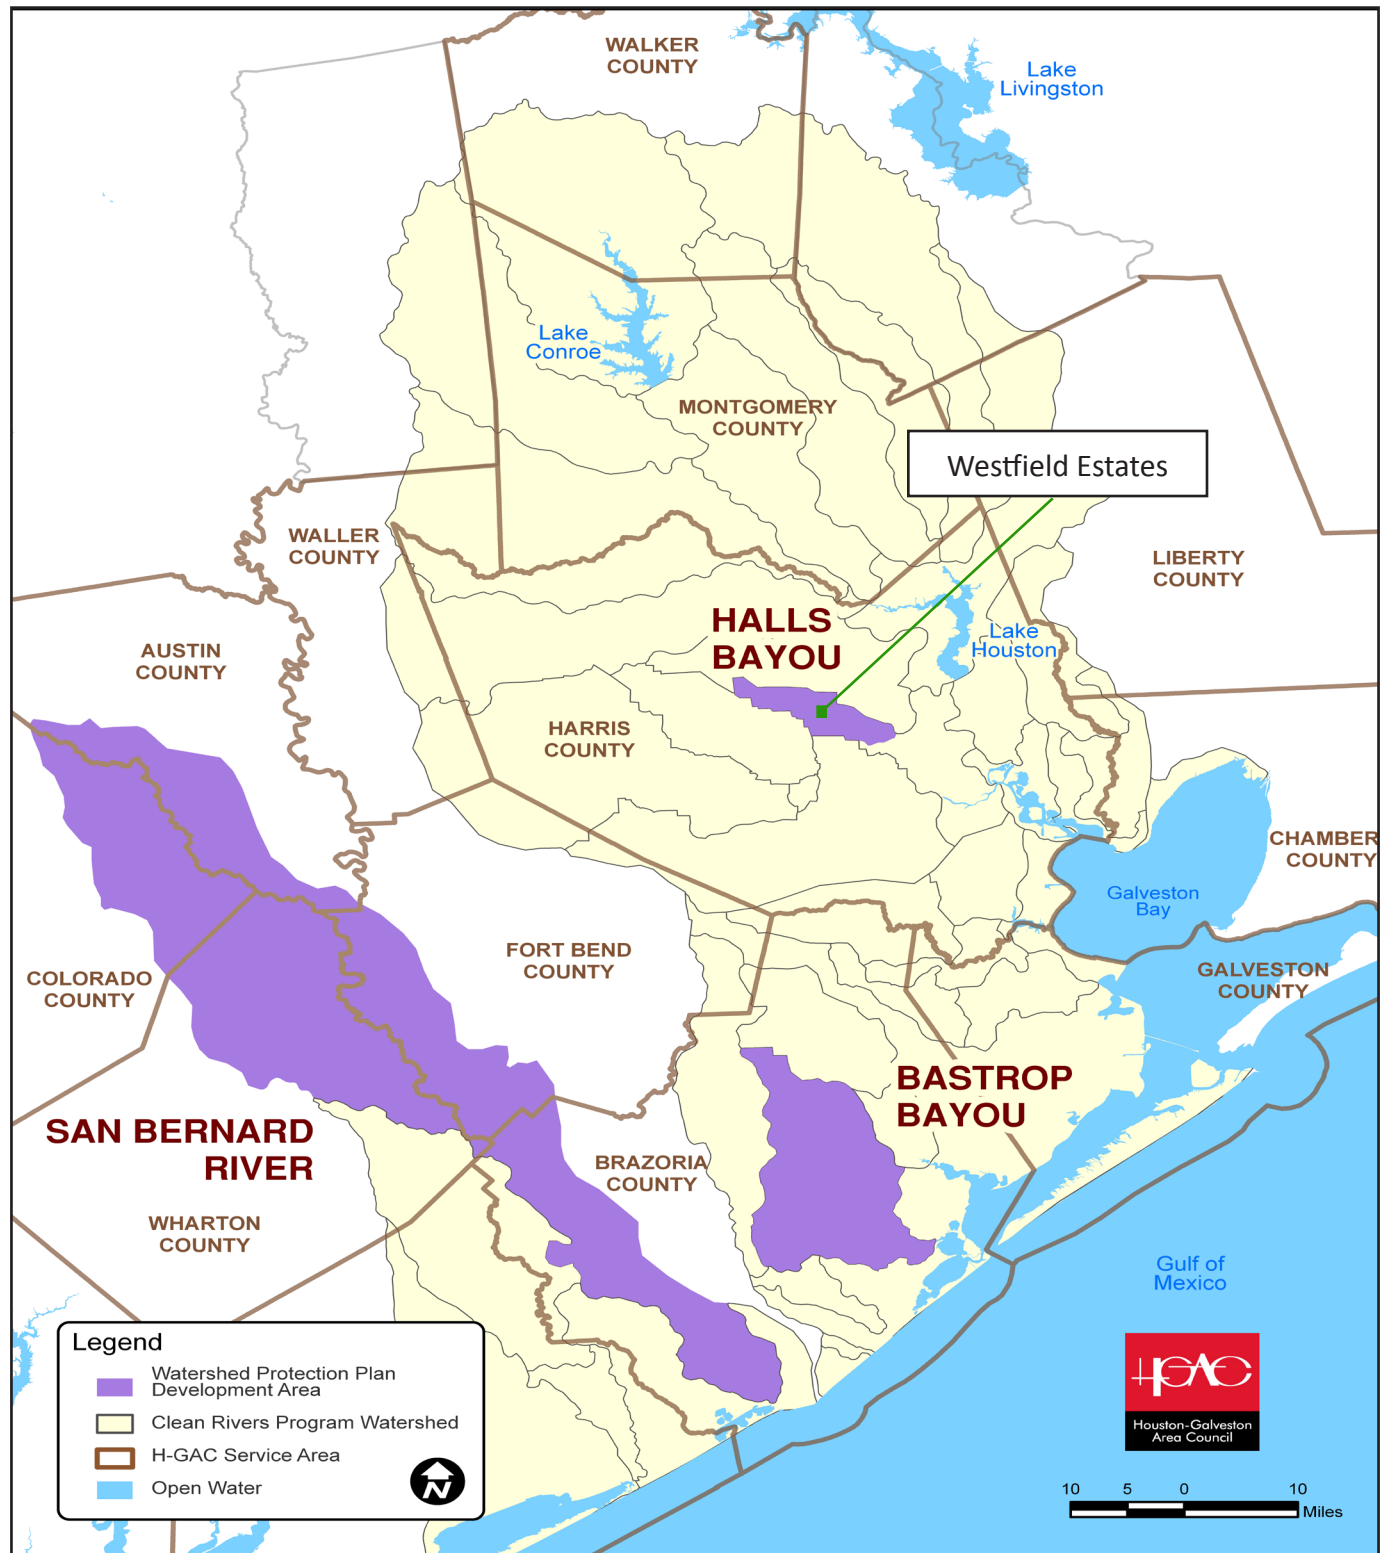 WALKER
COUNTY
Lake
Livingston
Lake
Conroe
MONTGOMERY
COUNTY
Westfield Estates
WALLER
COUNTY
LIBERTY
COUNTY
HALLS
BAYOU
Lake
Houston
AUSTIN
COUNTY
HARRIS
COUNTY
CHAMBER
COUNTY
Galveston
Bay
FORT BEND
COUNTY
COLORADO
COUNTY
GALVESTON
COUNTY
BASTROP
BAYOU
SAN BERNARD
RIVER
BRAZORIA
COUNTY
WHARTON
COUNTY
Gulf of
Mexico
Legend
Watershed Protection Plan
Development Area
Clean Rivers Program Watershed
H-GAC Service Area
Open Water
N
HGAC
Houston-Galveston
Area Council
10 5 0 10
Miles